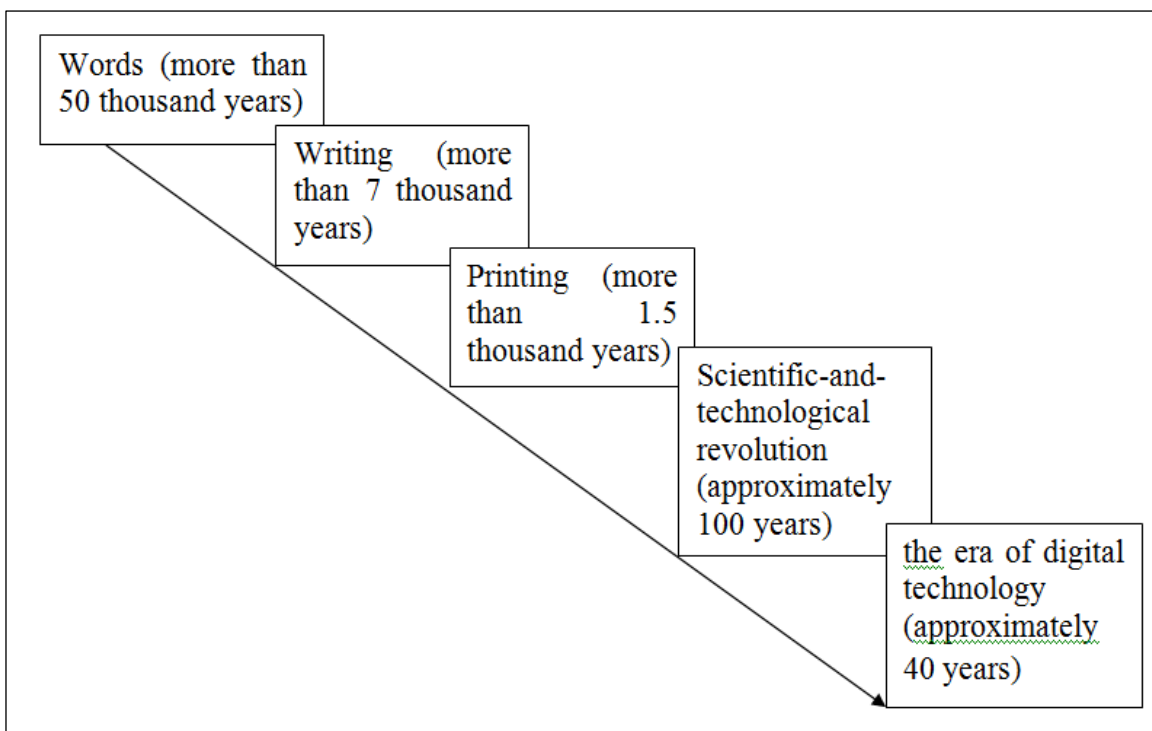 Words (more than
50 thousand years)
Writing (more
than 7 thousand
years)
Printing (more
than 1.5
thousand years)
Scientific-and-
technological
revolution
(approximately
100 years)
the era of digital
technology
(approximately
40 years)